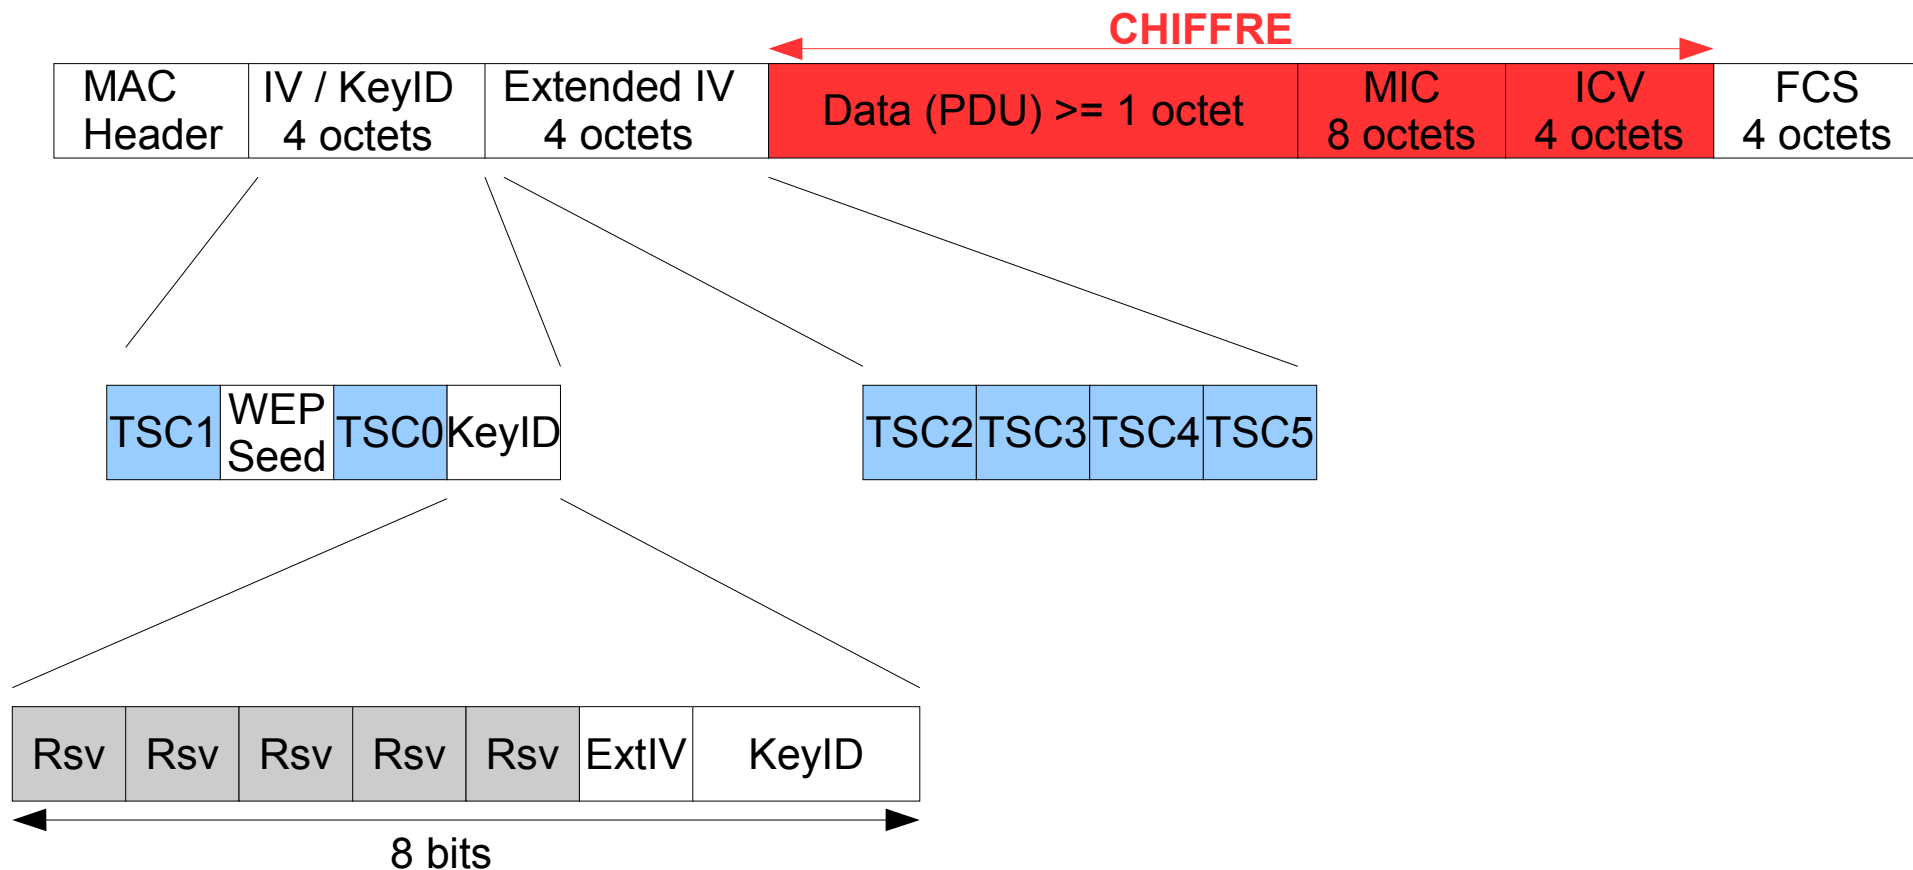 CHIFFRE
MAC Header
IV / KeyID 4 octets
Extended IV 4 octets
Data (PDU) >= 1 octet
MIC 8 octets
ICV 4 octets
FCS 4 octets
TSC1
WEP Seed
TSC0
KeyID
TSC2
TSC3
TSC4
TSC5
Rsv
Rsv
Rsv
Rsv
Rsv
ExtIV
KeyID
8 bits